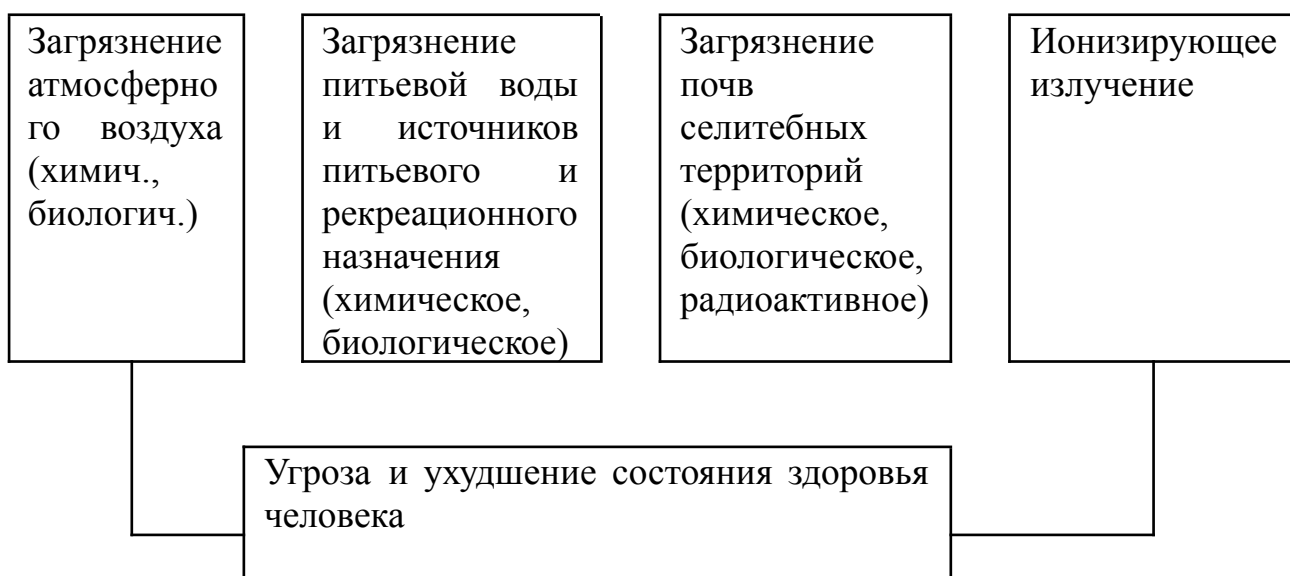 Загрязнение
атмосферно
го воздуха
(химич.,
биологич.)
Загрязнение
питьевой воды
и источников
питьевого и
рекреационного
назначения
(химическое,
биологическое)
Загрязнение
почв
селитебных
территорий
(химическое,
биологическое,
радиоактивное)
Ионизирующее
излучение
Угроза и ухудшение состояния здоровья
человека